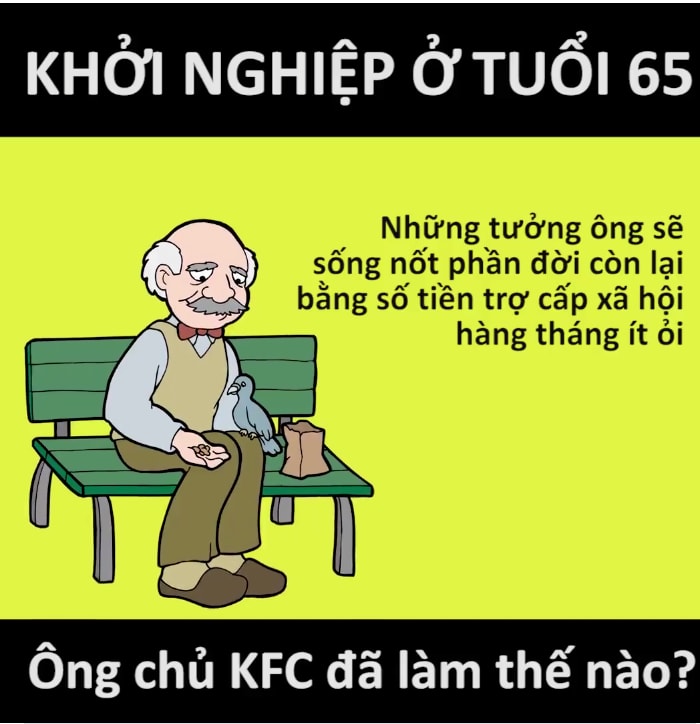 KHỞI NGHIỆP Ở TUỔI 65
Những tưởng ông sẽ
sống nốt phần đời còn lại
bằng số tiền trợ cấp xã hội
hàng tháng ít ỏi
Ông chủ KFC đã làm thế nào?